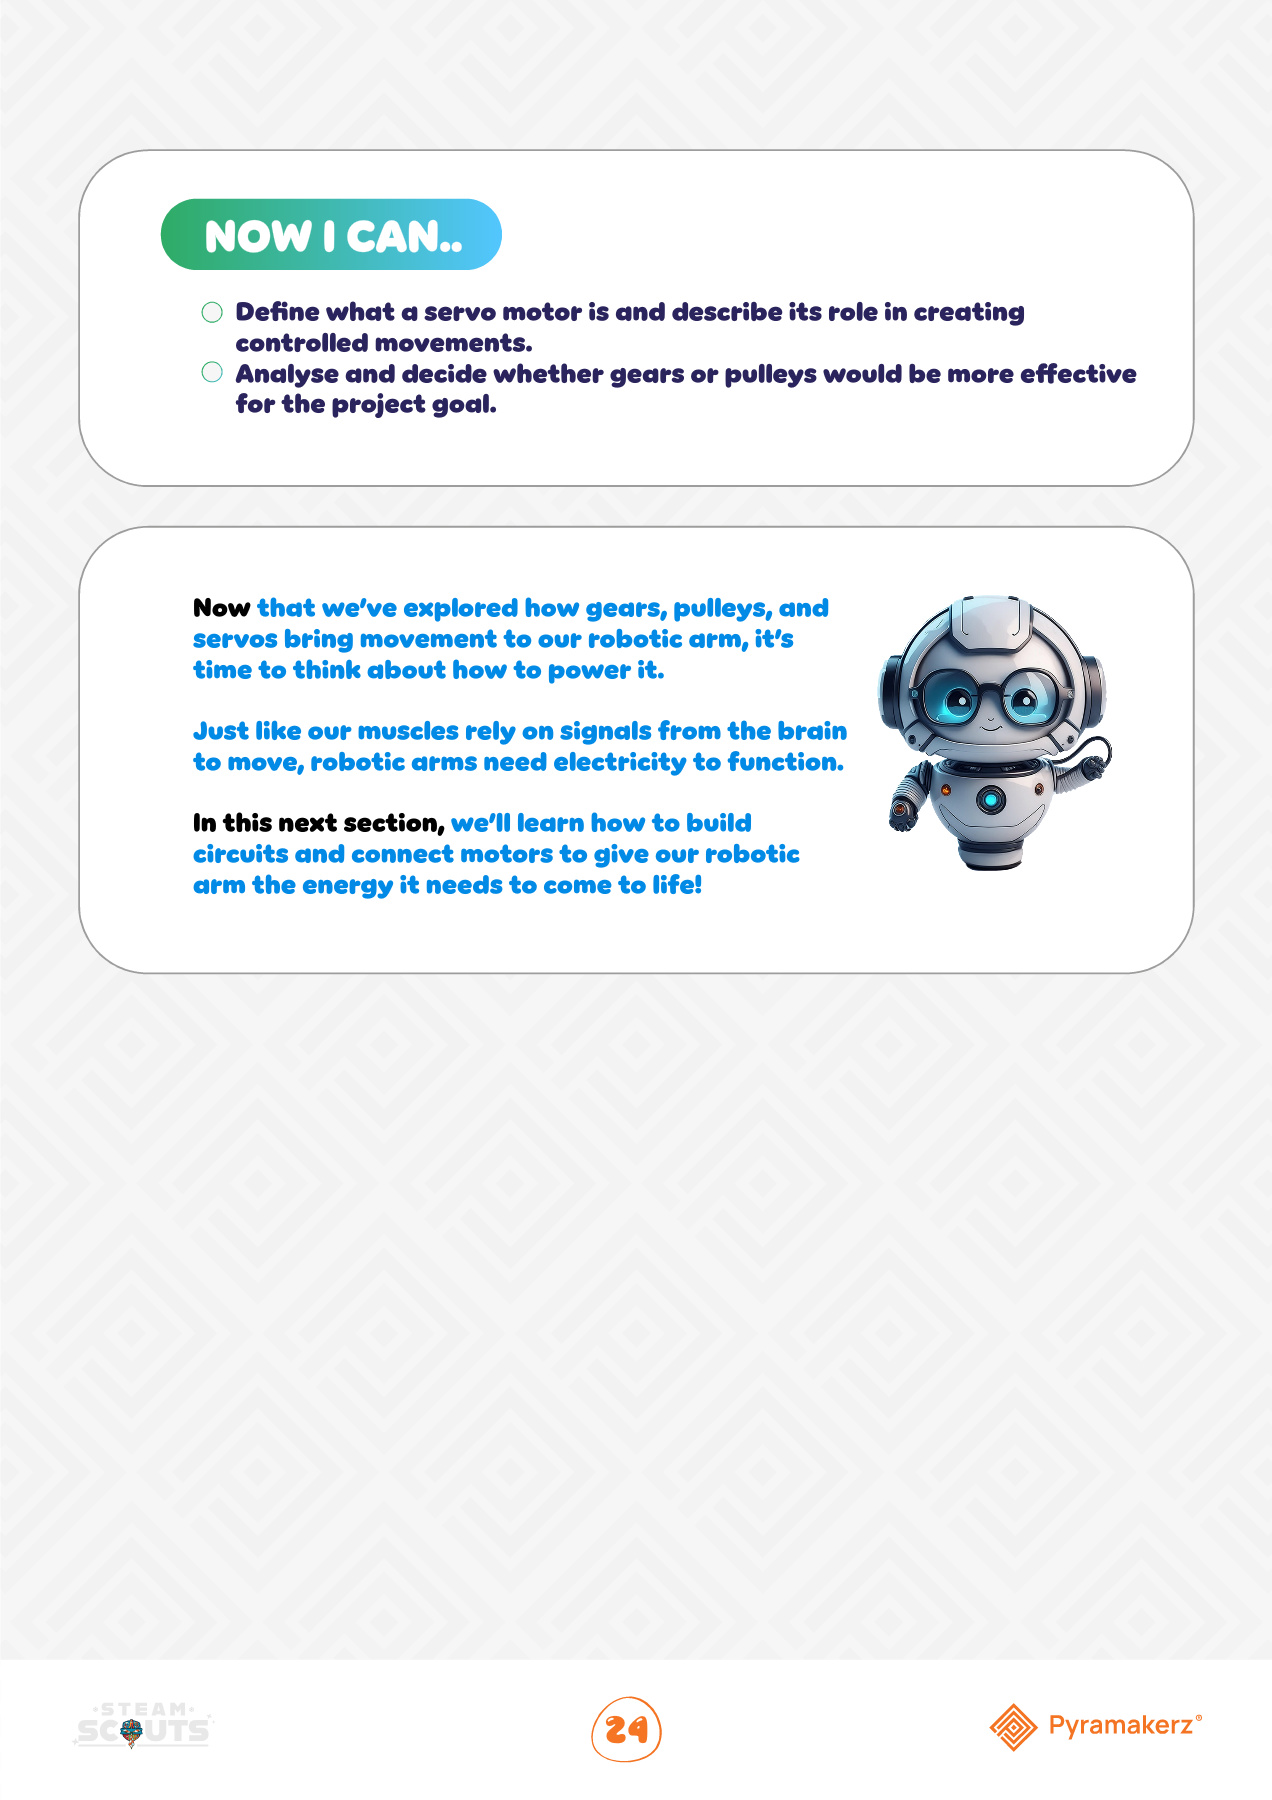 NOW I CAN..
Define what a servo motor is and describe its role in creating
controlled movements.
Analyse and decide whether gears or pulleys would be more effective
for the project goal.
Now that we've explored how gears, pulleys, and
servos bring movement to our robotic arm, it's
time to think about how to power it.
Just like our muscles rely on signals from the brain
to move, robotic arms need electricity to function.
In this next section, we'll learn how to build
circuits and connect motors to give our robotic
arm the energy it needs to come to life!
STEAM
SCOUTS
24
Pyramakerz®